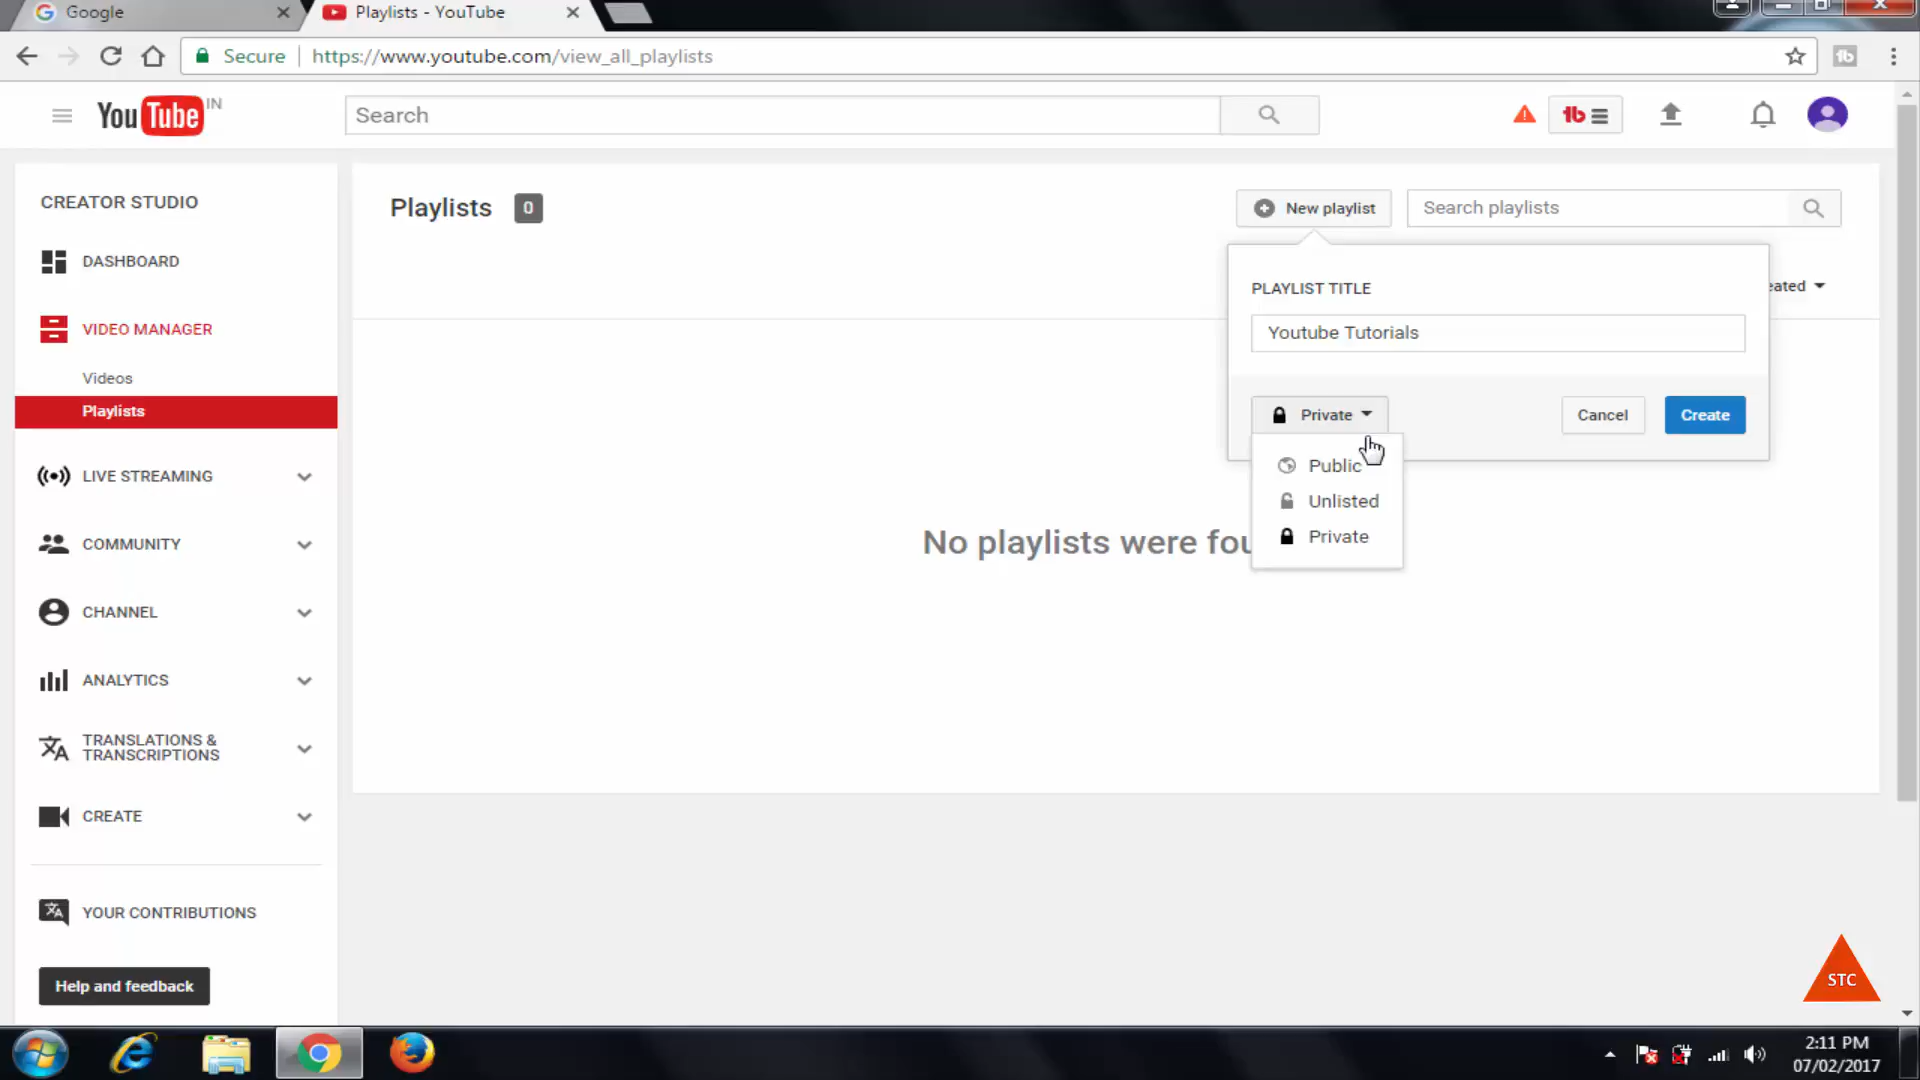 Google
Playlists - YouTube
Secure
https://www.youtube.com/view_all_playlists
YouTube IN
Search
tb
CREATOR STUDIO
DASHBOARD
VIDEO MANAGER
Videos
Playlists
LIVE STREAMING
COMMUNITY
CHANNEL
ANALYTICS
TRANSLATIONS &
TRANSCRIPTIONS
CREATE
YOUR CONTRIBUTIONS
Help and feedback
Playlists 0
New playlist
Search playlists
eated
PLAYLIST TITLE
Youtube Tutorials
Private
Cancel
Create
Public
Unlisted
Private
No playlists were fou
STC
2:11 PM
07/02/2017